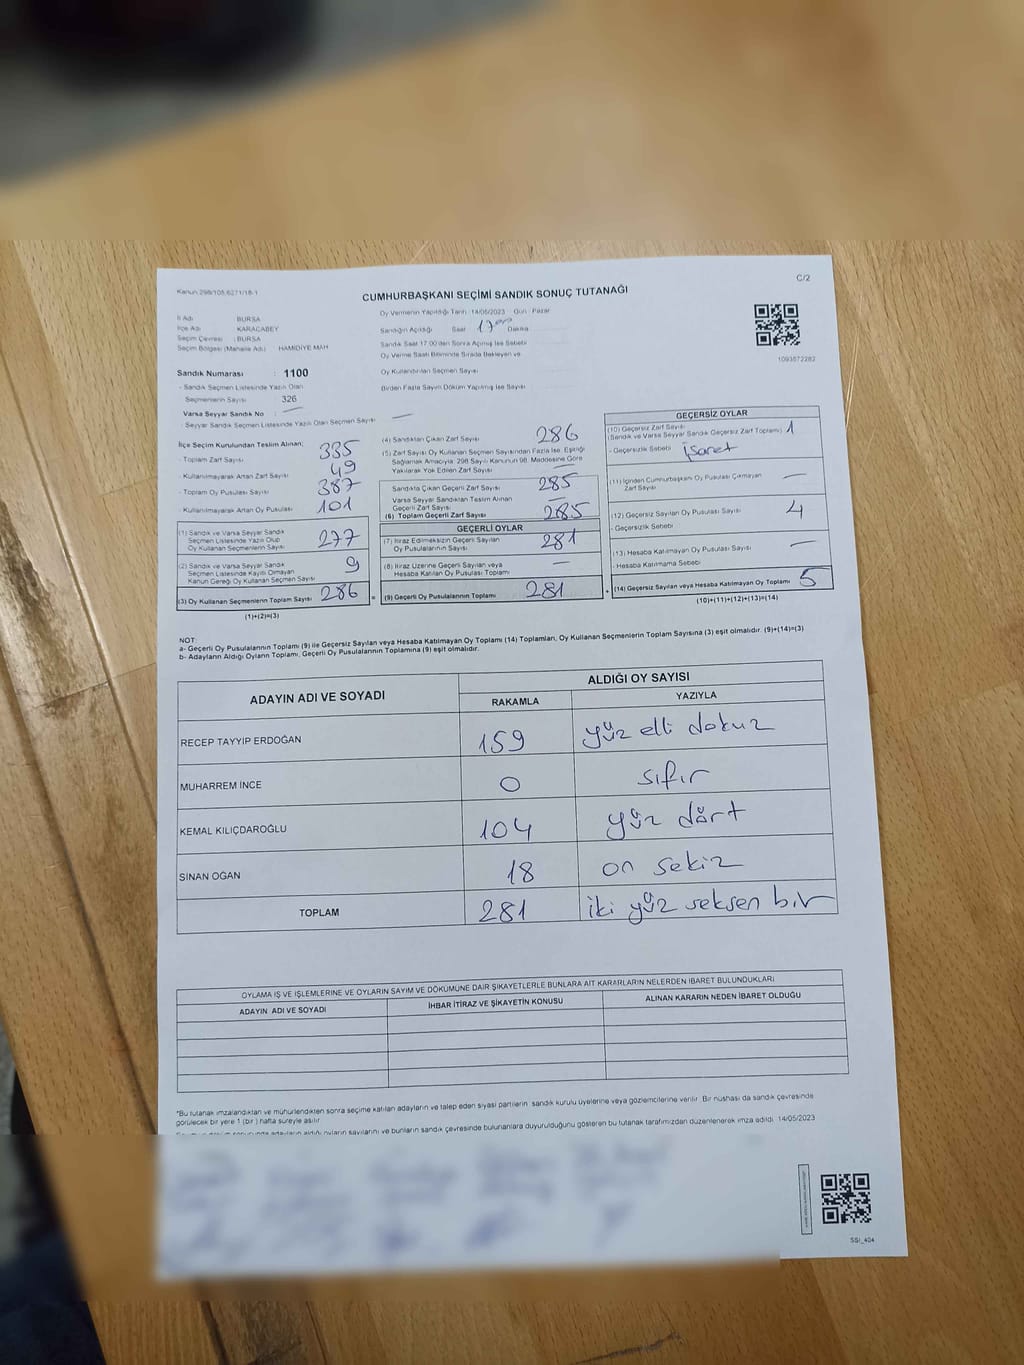 Kanun 298/105,6271/18-1
C/2
CUMHURBAŞKANI SEÇİMİ SANDIK SONUÇ TUTANAĞI
İl Adı : BURSA
İlçe Adı : KARACABEY
Seçim Çevresi : BURSA
Seçim Bölgesi (Mahalle Adı) : HAMİDİYE MAH
Sandık Numarası : 1100
- Sandık Seçmen Listesinde Yazılı Olan
Seçmenlerin Sayısı : 326
Varsa Seyyar Sandık No : —
- Seyyar Sandık Seçmen Listesinde Yazılı Olan Seçmen Sayısı —
Oy Vermenin Yapıldığı Tarih : 14/05/2023 Gün : Pazar
Sandığın Açıldığı Saat 17 00 Dakika
Sandık Saat 17:00'den Sonra Açılmış İse Sebebi
Oy Verme Saati Bitiminde Sırada Bekleyen ve
Oy Kullandırılan Seçmen Sayısı
Birden Fazla Sayım Döküm Yapılmış İse Sayısı
1093572282
İlçe Seçim Kurulundan Teslim Alınan;
- Toplam Zarf Sayısı 335
- Kullanılmayarak Artan Zarf Sayısı 49
- Toplam Oy Pusulası Sayısı 387
- Kullanılmayarak Artan Oy Pusulası 101
(1) Sandık ve Varsa Seyyar Sandık
Seçmen Listesinde Yazılı Olup
Oy Kullanan Seçmenlerin Sayısı 277
(2) Sandık ve Varsa Seyyar Sandık
Seçmen Listesinde Kayıtlı Olmayan
Kanun Gereği Oy Kullanan Seçmen Sayısı 9
(3) Oy Kullanan Seçmenlerin Toplam Sayısı 286 =
(1)+(2)=(3)
(4) Sandıktan Çıkan Zarf Sayısı 286
(5) Zarf Sayısı Oy Kullanan Seçmen Sayısından Fazla İse, Eşitliği
Sağlamak Amacıyla, 298 Sayılı Kanunun 98. Maddesine Göre
Yakılarak Yok Edilen Zarf Sayısı —
Sandıkta Çıkan Geçerli Zarf Sayısı 285
Varsa Seyyar Sandıktan Teslim Alınan
Geçerli Zarf Sayısı —
(6) Toplam Geçerli Zarf Sayısı 285
GEÇERLİ OYLAR
(7) İtiraz Edilmeksizin Geçerli Sayılan
Oy Pusulalarının Sayısı 281
(8) İtiraz Üzerine Geçerli Sayılan veya
Hesaba Katılan Oy Pusulası Toplamı —
(9) Geçerli Oy Pusulalarının Toplamı 281 +
GEÇERSİZ OYLAR
(10) Geçersiz Zarf Sayısı
(Sandık ve Varsa Seyyar Sandık Geçersiz Zarf Toplamı) 1
- Geçersizlik Sebebi işaret
(11) İçinden Cumhurbaşkanı Oy Pusulası Çıkmayan
Zarf Sayısı —
(12) Geçersiz Sayılan Oy Pusulası Sayısı 4
- Geçersizlik Sebebi
(13) Hesaba Katılmayan Oy Pusulası Sayısı —
- Hesaba Katılmama Sebebi
(14) Geçersiz Sayılan veya Hesaba Katılmayan Oy Toplamı 5
(10)+(11)+(12)+(13)=(14)
NOT:
a- Geçerli Oy Pusulalarının Toplamı (9) ile Geçersiz Sayılan veya Hesaba Katılmayan Oy Toplamı (14) Toplamları, Oy Kullanan Seçmenlerin Toplam Sayısına (3) eşit olmalıdır. (9)+(14)=(3)
b- Adayların Aldığı Oyların Toplamı, Geçerli Oy Pusulalarının Toplamına (9) eşit olmalıdır.
ADAYIN ADI VE SOYADI
ALDIĞI OY SAYISI
RAKAMLA YAZIYLA
RECEP TAYYİP ERDOĞAN 159 yüz elli dokuz
MUHARREM İNCE 0 sıfır
KEMAL KILIÇDAROĞLU 104 yüz dört
SİNAN OĞAN 18 on sekiz
TOPLAM 281 iki yüz seksen bir
OYLAMA İŞ VE İŞLEMLERİNE VE OYLARIN SAYIM VE DÖKÜMÜNE DAİR ŞİKAYETLERLE BUNLARA AİT KARARLARIN NELERDEN İBARET BULUNDUKLARI
ADAYIN ADI VE SOYADI İHBAR İTİRAZ VE ŞİKAYETİN KONUSU ALINAN KARARIN NEDEN İBARET OLDUĞU
*Bu tutanak imzalandıktan ve mühürlendikten sonra seçime katılan adayların ve talep eden siyasi partilerin sandık kurulu üyelerine veya gözlemcilerine verilir. Bir nüshası da sandık çevresinde
görülecek bir yere 1 (bir) hafta süreyle asılır.
adayların aldığı oyların sayılarını ve bunların sandık çevresinde bulunanlara duyurulduğunu gösteren bu tutanak tarafımızdan düzenlenerek imza edildi. 14/05/2023
SSI_404